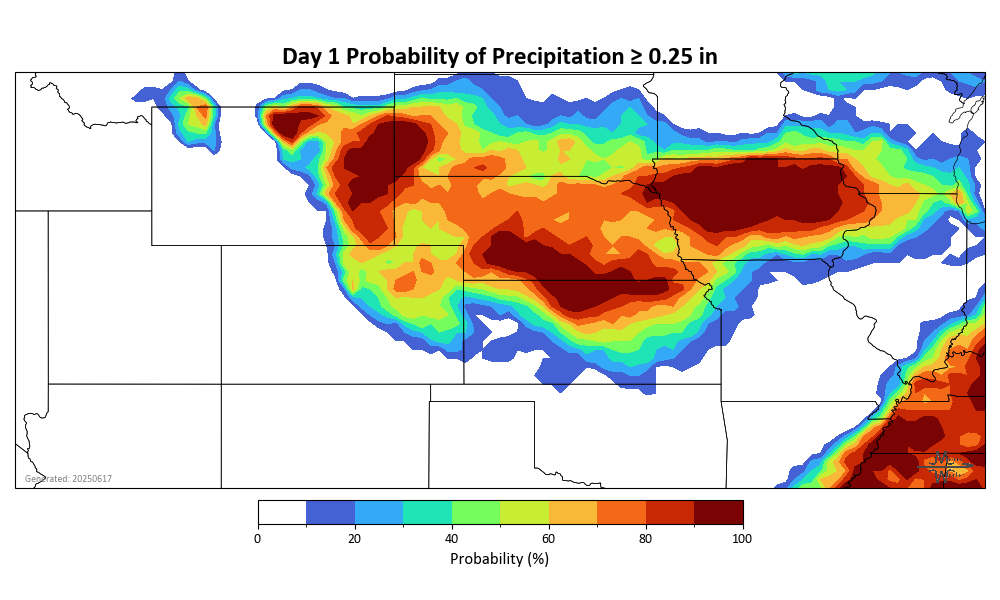 Day 1 Probability of Precipitation ≥ 0.25 in
Generated: 20250617
0 20 40 60 80 100
Probability (%)